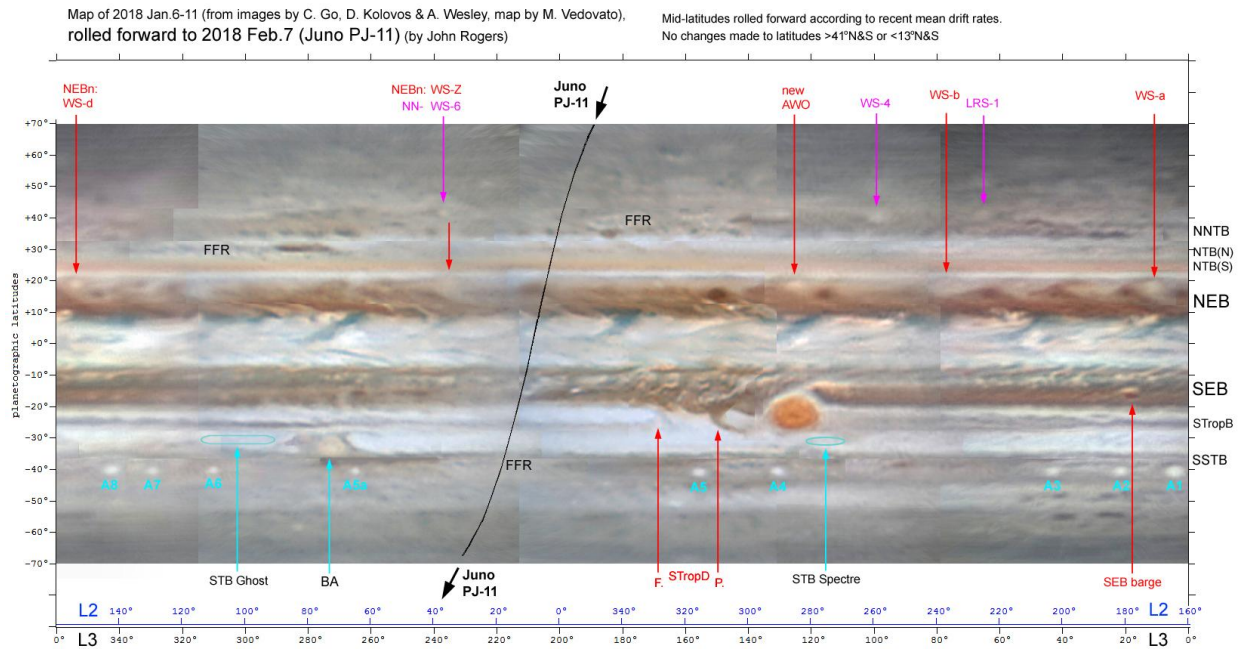 Map of 2018 Jan.6-11 (from images by C. Go, D. Kolovos & A. Wesley, map by M. Vedovato),
rolled forward to 2018 Feb.7 (Juno PJ-11) (by John Rogers)
Mid-latitudes rolled forward according to recent mean drift rates.
No changes made to latitudes >41°N&S or <13°N&S
NEBn:
WS-d
NEBn: WS-Z
NN- WS-6
Juno
PJ-11
new
AWO
WS-4
WS-b
LRS-1
WS-a
planetographic latitudes
+70°
+60°
+50°
+40°
+30°
+20°
+10°
+0°
-10°
-20°
-30°
-40°
-50°
-60°
-70°
FFR
FFR
FFR
NNTB
NTB(N)
NTB(S)
NEB
SEB
STropB
SSTB
A8
A7
A6
A5a
A5
A4
A3
A2
A1
STB Ghost
BA
Juno
PJ-11
F.
STropD
P.
STB Spectre
SEB barge
L2 140° 120° 100° 80° 60° 40° 20° 0° 340° 320° 300° 280° 260° 240° 220° 200° 180° L2 160°
0° L3 340° 320° 300° 280° 260° 240° 220° 200° 180° 160° 140° 120° 100° 80° 60° 40° 20° L3 0°